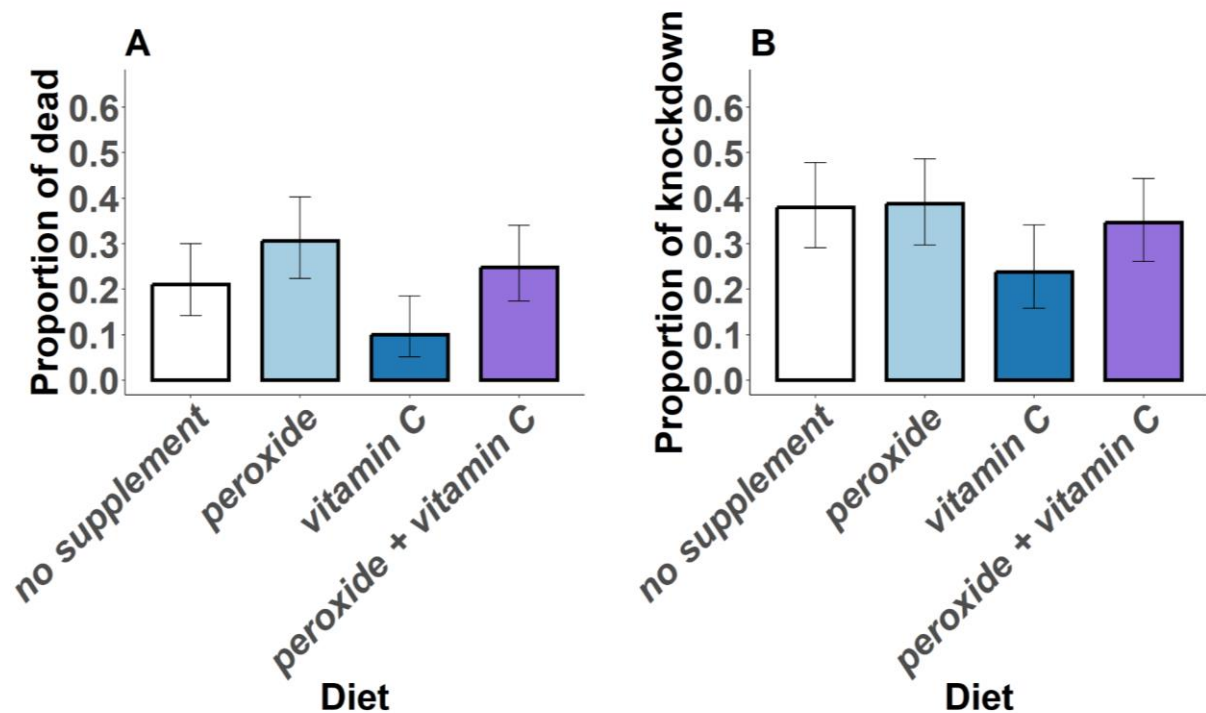 A
Proportion of dead
0.6
0.5
0.4
0.3
0.2
0.1
0.0
no supplement
peroxide
vitamin C
peroxide + vitamin C
Diet
B
Proportion of knockdown
0.6
0.5
0.4
0.3
0.2
0.1
0.0
no supplement
peroxide
vitamin C
peroxide + vitamin C
Diet